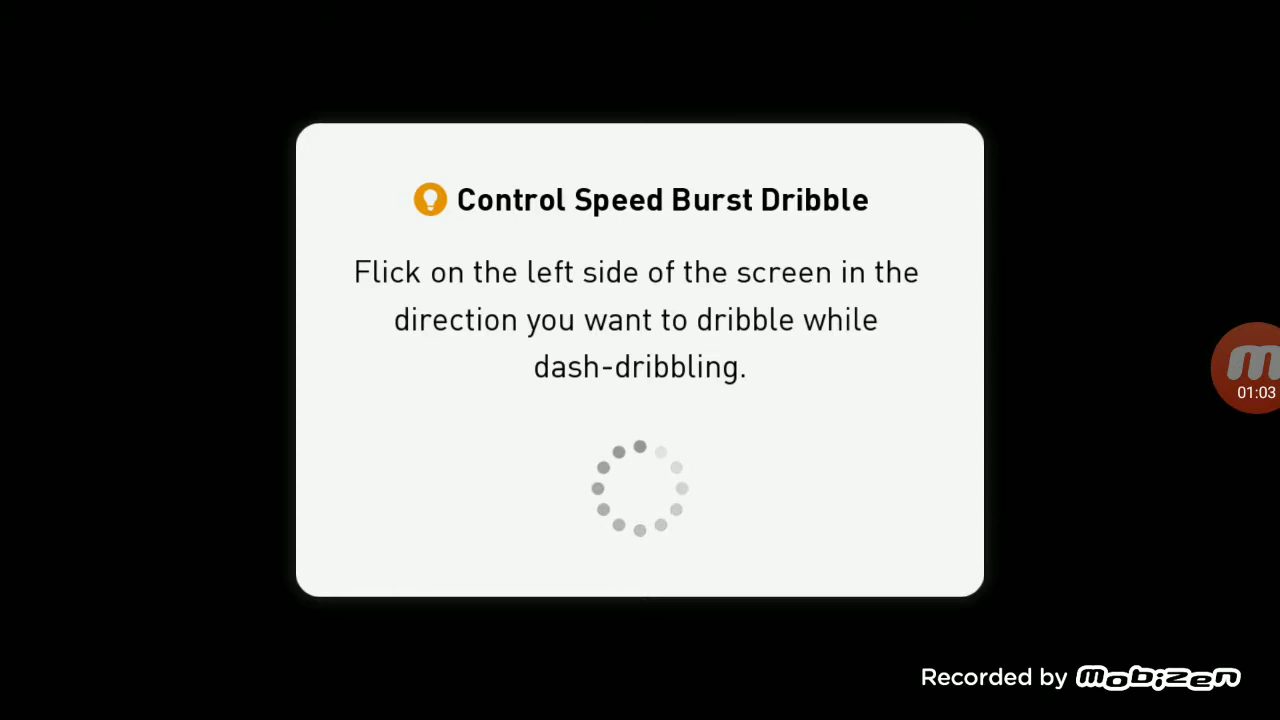 Control Speed Burst Dribble
Flick on the left side of the screen in the
direction you want to dribble while
dash-dribbling.
01:03
Recorded by mobizen